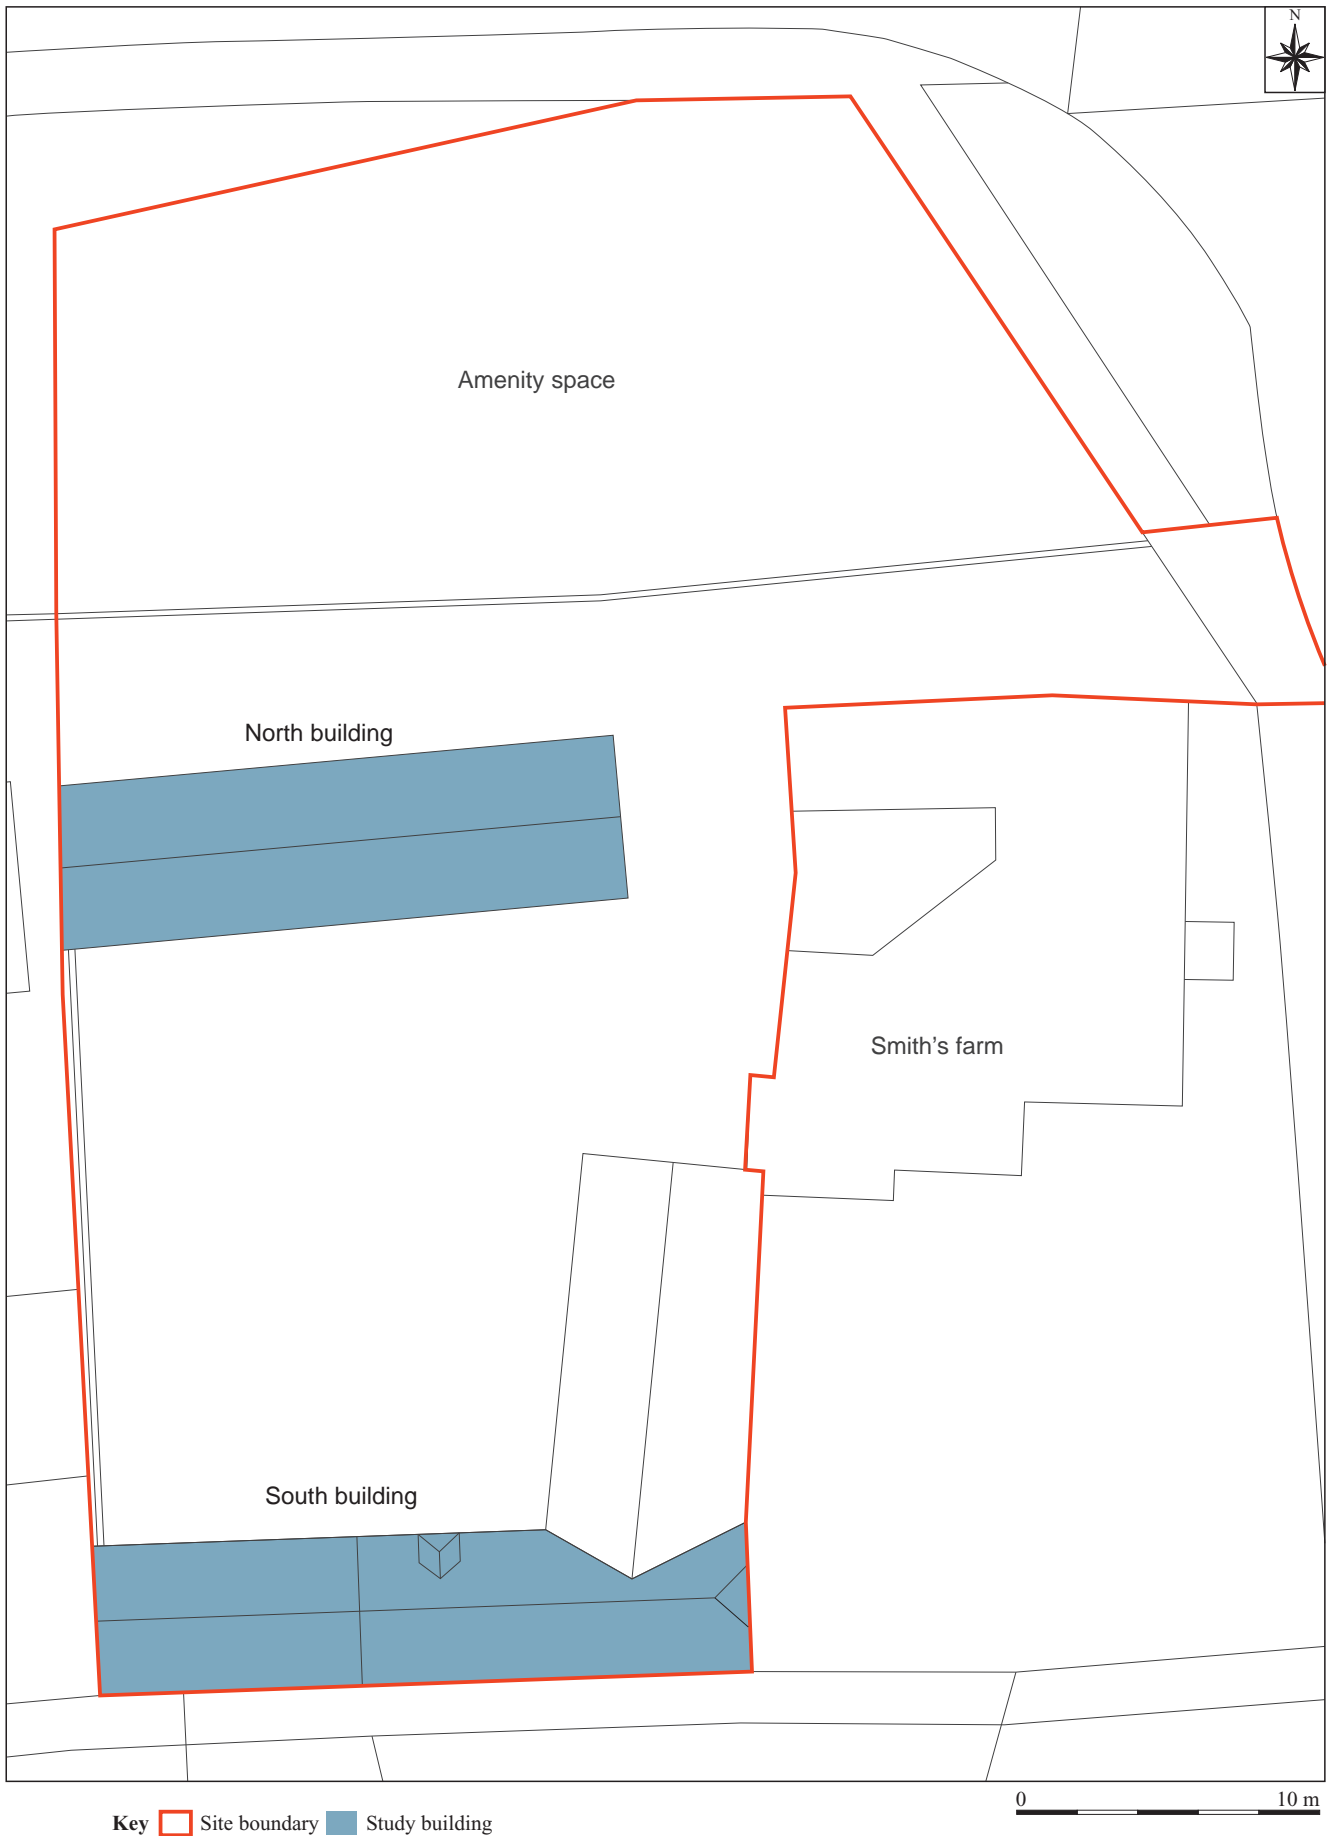 N
Amenity space
North building
Smith's farm
South building
0 10 m
Key Site boundary Study building